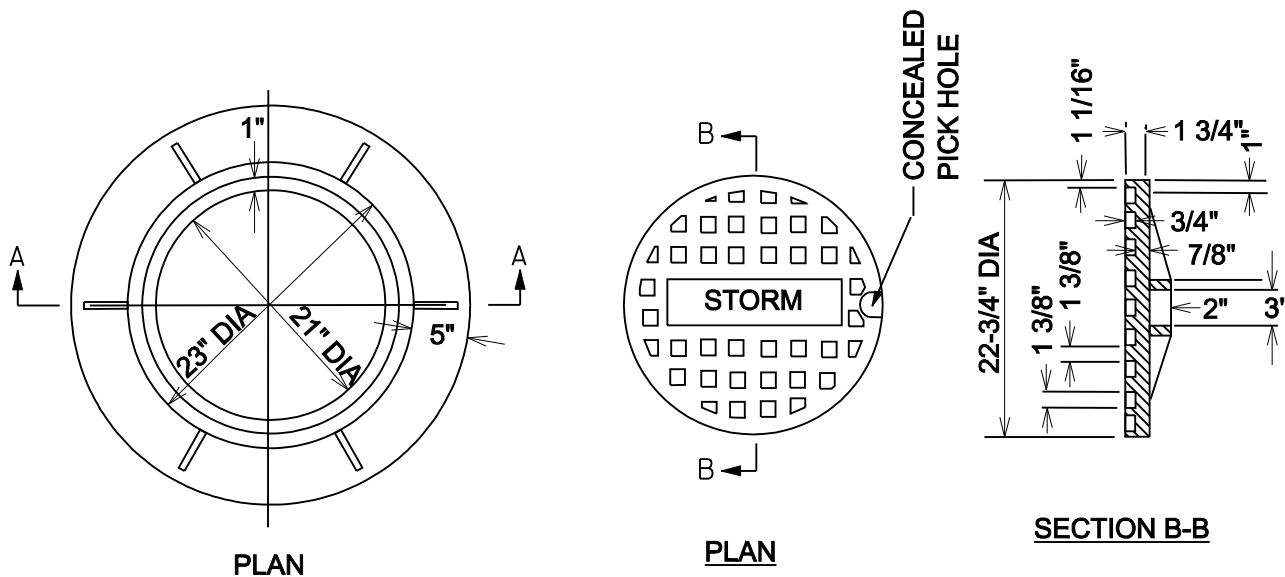 1"
A
A
23" DIA
21" DIA
5"
PLAN
B
B
STORM
CONCEALED
PICK HOLE
PLAN
1 1/16"
1 3/4"
1"
3/4"
7/8"
22-3/4" DIA
1 3/8"
1 3/8"
2"
3'
SECTION B-B